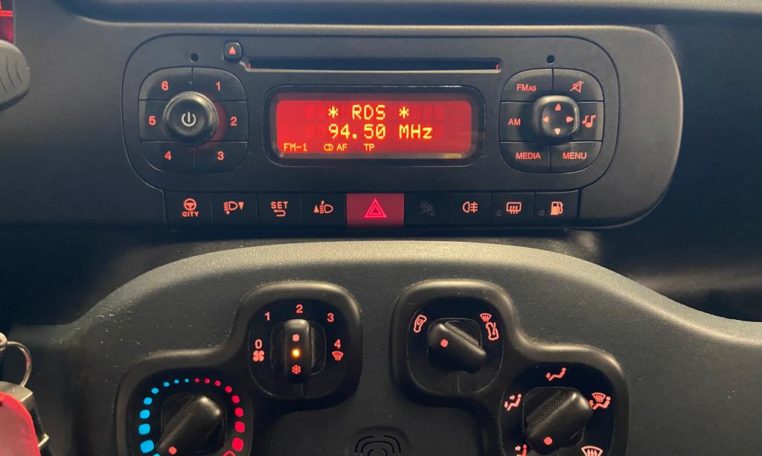 6 1
5 2
4 3
* RDS *
94.50 MHz
FM-1 AF TP
FMAS
AM
MEDIA MENU
CITY SET
1 2 3
0 4